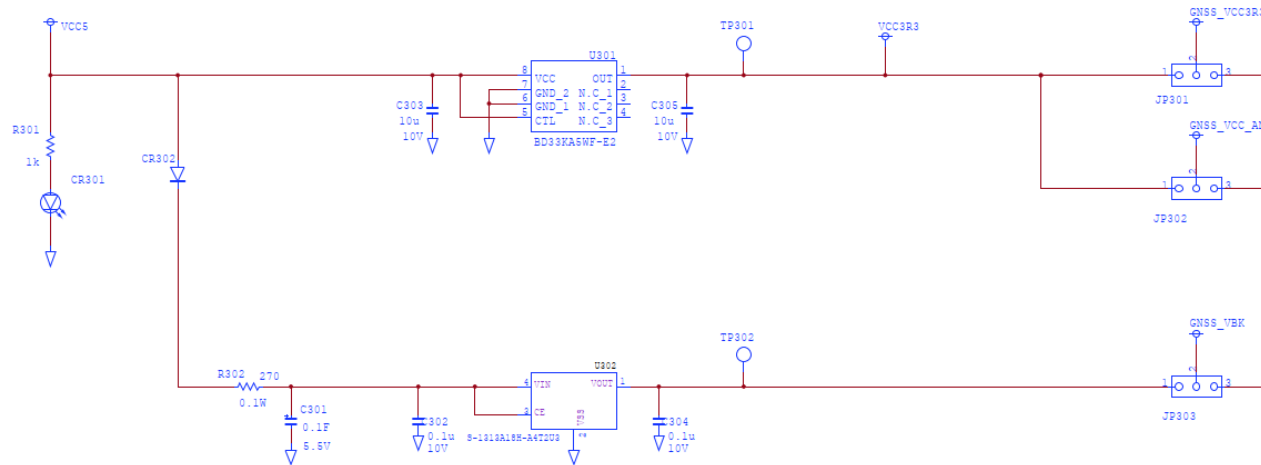 VCC5
R301
1k
CR301
CR302
C303
10u
10V
U301
8 VCC OUT 1
7 GND_2 N.C_1 2
6 GND_1 N.C_2 3
5 CTL N.C_3 4
BD33KA5WF-E2
C305
10u
10V
TP301
VCC3R3
GNSS_VCC3R3
1 2 3
JP301
GNSS_VCC_AN
1 2 3
JP302
R302 270
0.1W
C301
0.1F
5.5V
C302
0.1u
10V
U302
4 VIN VOUT 1
3 CE
VSS
2
S-1313A18H-A4T2U3
C304
0.1u
10V
TP302
GNSS_VBK
1 2 3
JP303